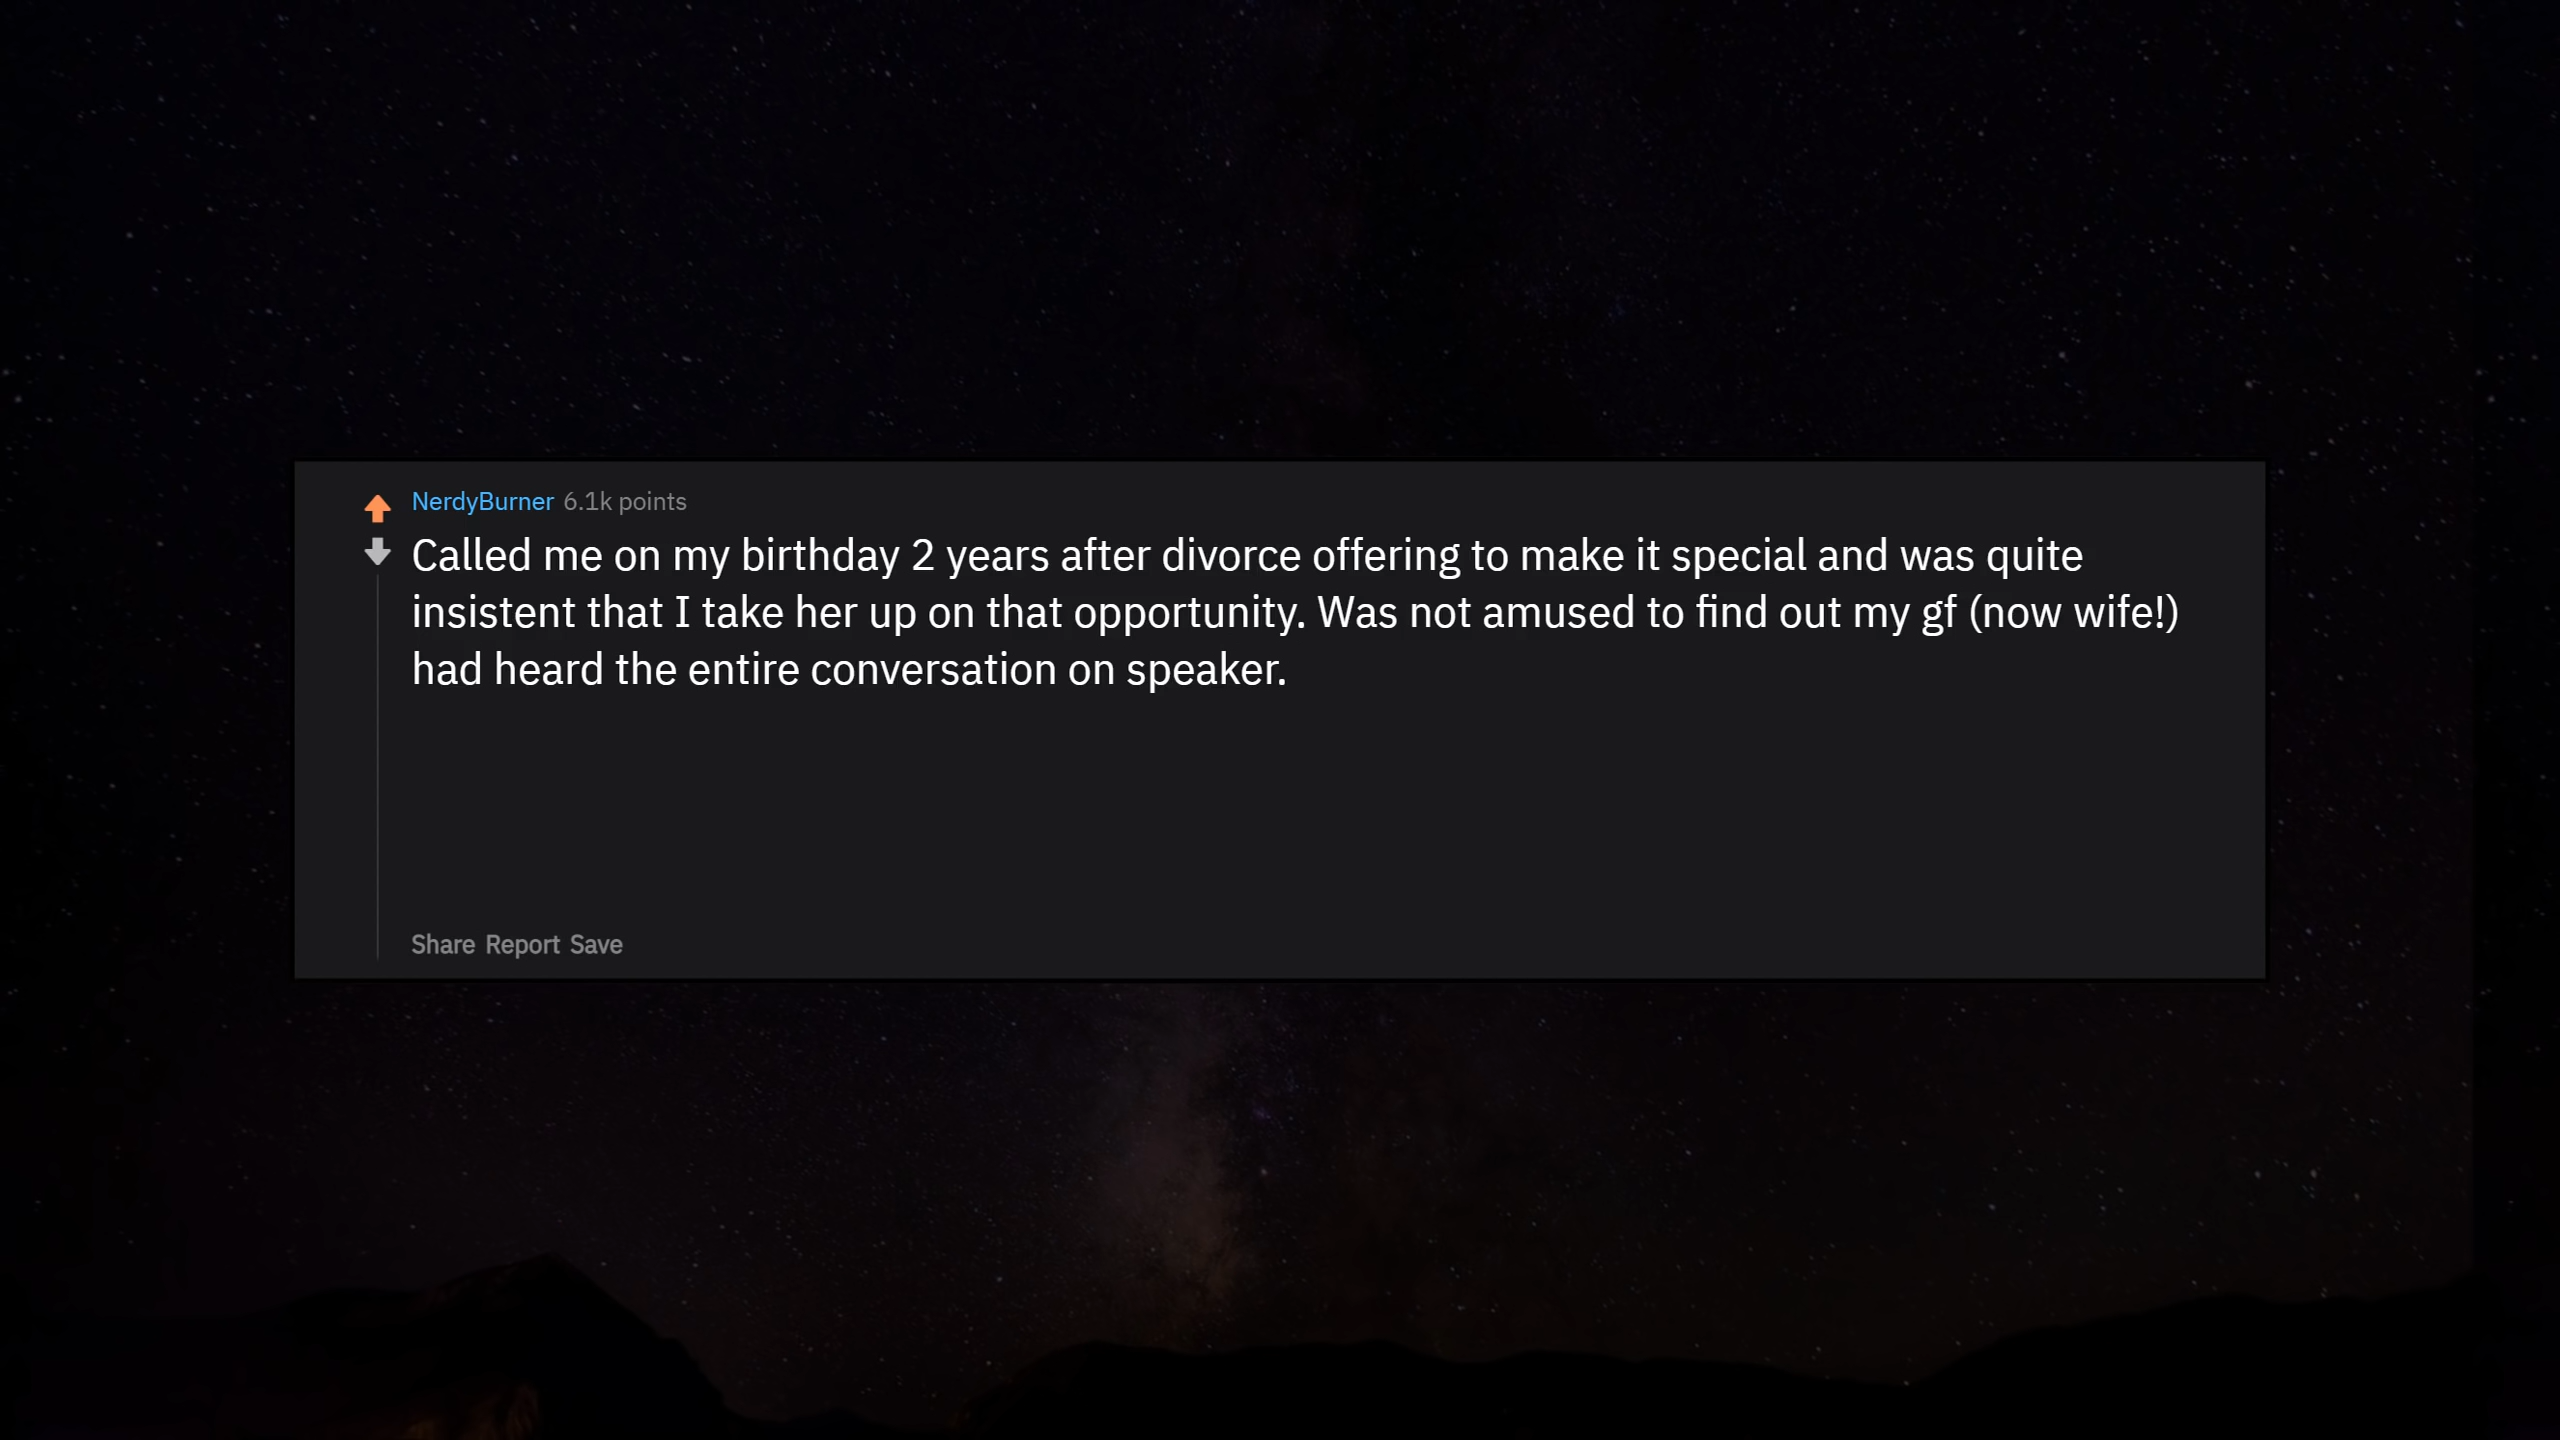 NerdyBurner 6.1k points
Called me on my birthday 2 years after divorce offering to make it special and was quite
insistent that I take her up on that opportunity. Was not amused to find out my gf (now wife!)
had heard the entire conversation on speaker.
Share Report Save